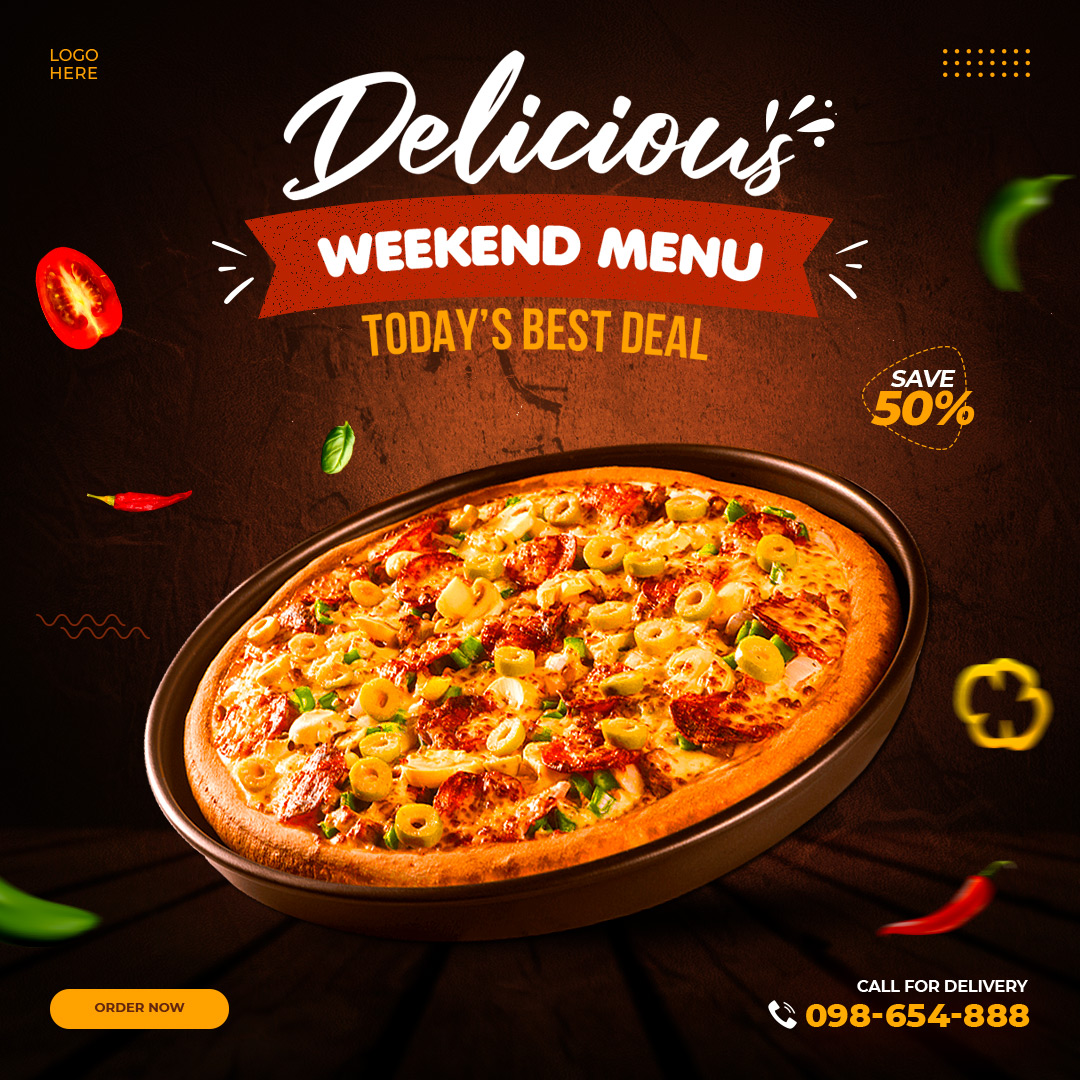 LOGO
HERE
Delicious
WEEKEND MENU
TODAY'S BEST DEAL
SAVE
50%
ORDER NOW
CALL FOR DELIVERY
098-654-888